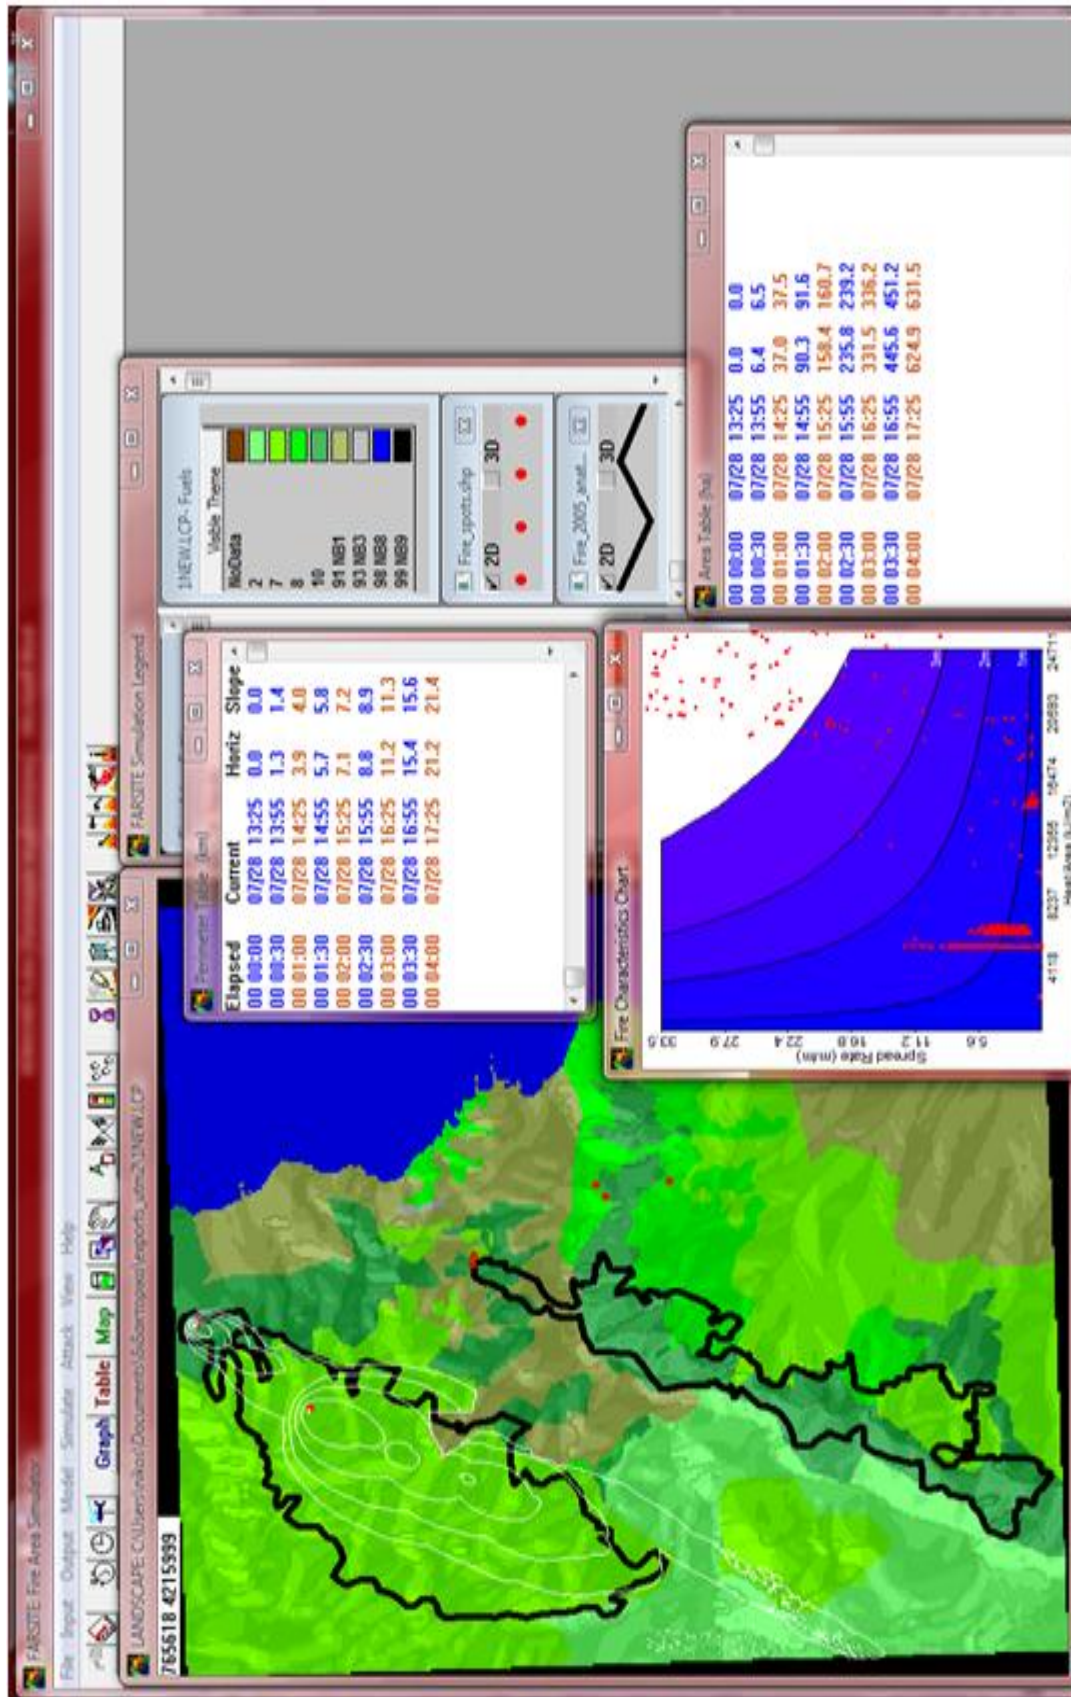 FARSITE: Fire Area Simulator
File Input Output Model Simulate Attack View Help
Graph Table Map
LANDSCAPE
765618 4215999
FARSITE Simulation Legend
1NEW.LCP- Fuels
Visible Theme
NoData
2
7
8
10
91 NB1
93 NB3
98 NB8
99 NB9
Fire_spots.shp
2D 3D
Fire_2005_anat...
2D 3D
Perimeter Table (km)
Elapsed Current Horiz Slope
00 00:00 07/28 13:25 0.0 0.0
00 00:30 07/28 13:55 1.3 1.4
00 01:00 07/28 14:25 3.9 4.0
00 01:30 07/28 14:55 5.7 5.8
00 02:00 07/28 15:25 7.1 7.2
00 02:30 07/28 15:55 8.8 8.9
00 03:00 07/28 16:25 11.2 11.3
00 03:30 07/28 16:55 15.4 15.6
00 04:00 07/28 17:25 21.2 21.4
Fire Characteristics Chart
33.5
27.9
22.4
16.8
11.2
5.6
Spread Rate (m/m)
4118 8237 12355 16474 20593 24711
Area Table (ha)
00 00:00 07/28 13:25 0.0 0.0
00 00:30 07/28 13:55 6.4 6.5
00 01:00 07/28 14:25 37.0 37.5
00 01:30 07/28 14:55 90.3 91.6
00 02:00 07/28 15:25 158.4 160.7
00 02:30 07/28 15:55 235.8 239.2
00 03:00 07/28 16:25 331.5 336.2
00 03:30 07/28 16:55 445.6 451.2
00 04:00 07/28 17:25 624.9 631.5